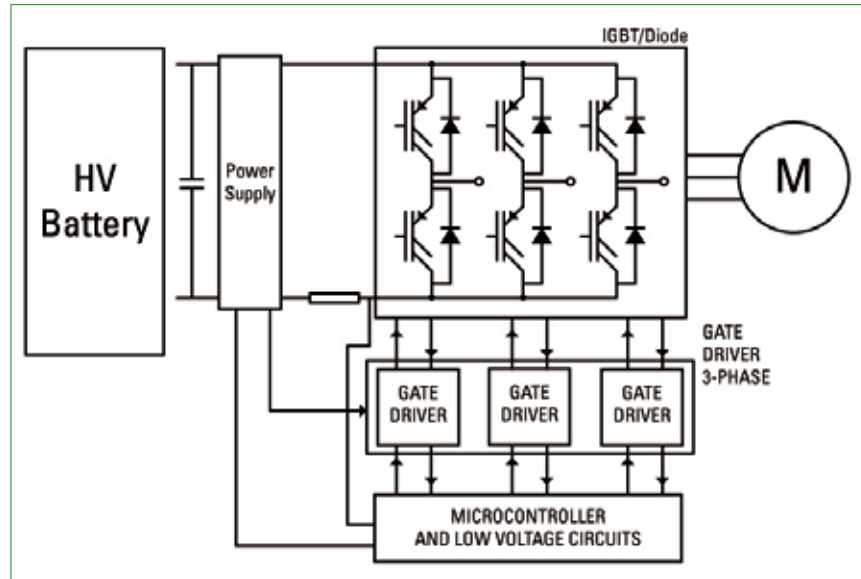 IGBT/Diode
HV
Battery
Power
Supply
M
GATE
DRIVER
3-PHASE
GATE
DRIVER
GATE
DRIVER
GATE
DRIVER
MICROCONTROLLER
AND LOW VOLTAGE CIRCUITS